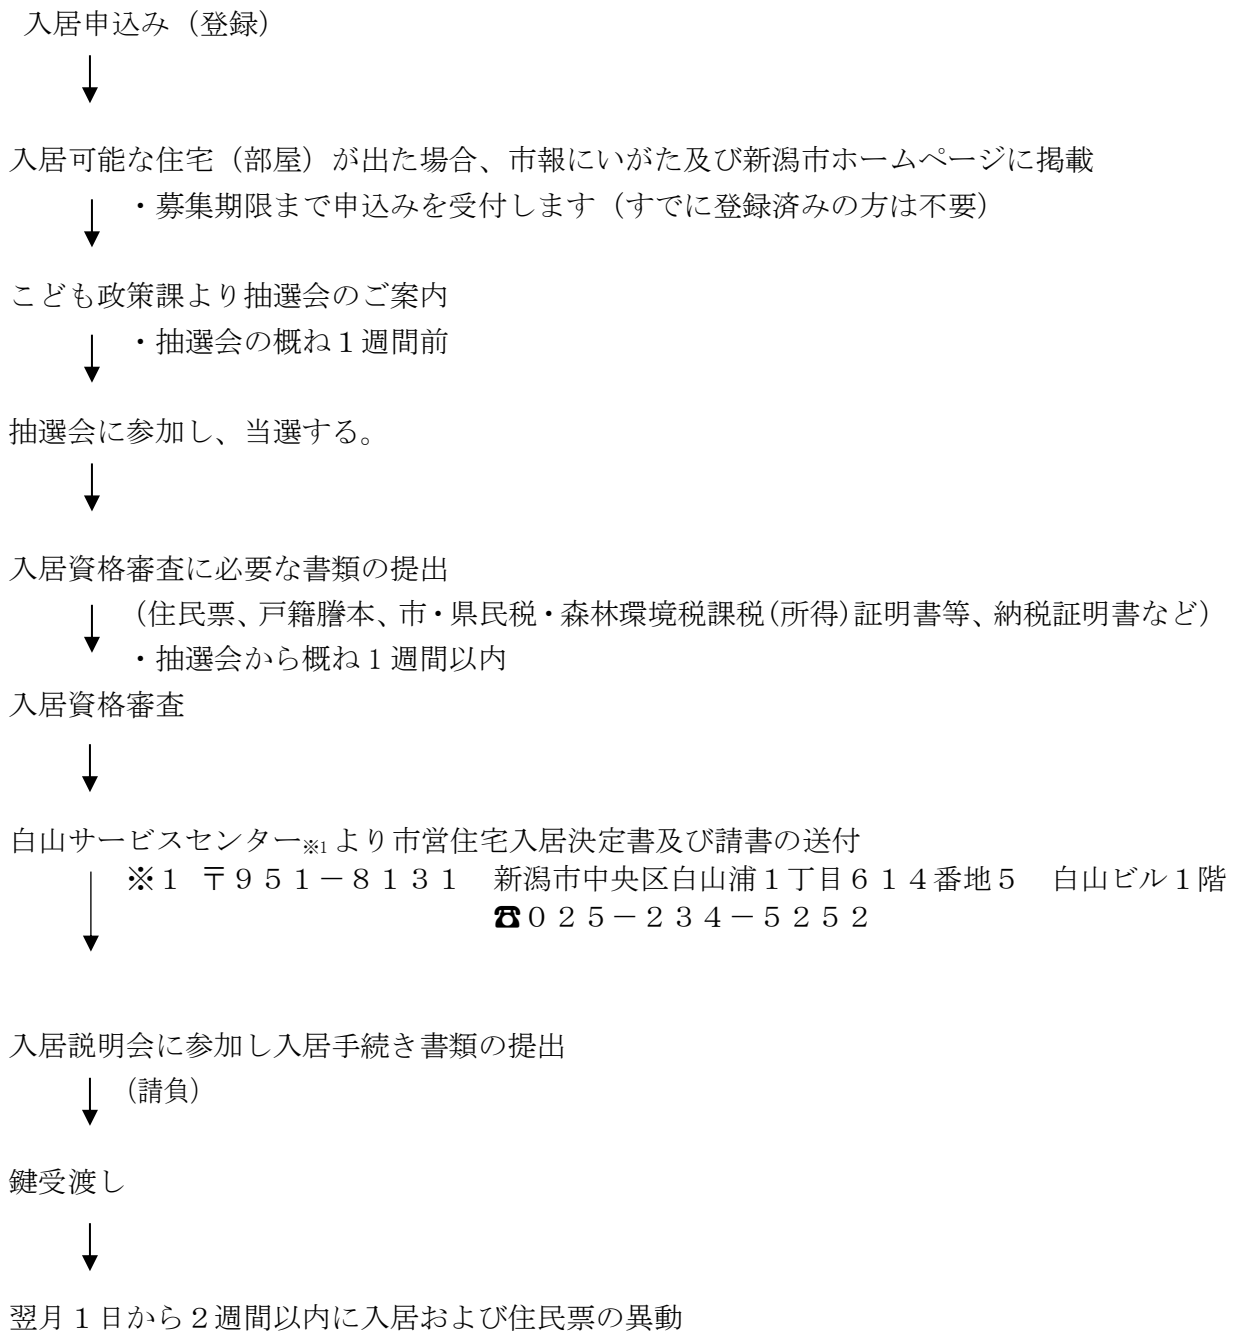 入居申込み（登録）
入居可能な住宅（部屋）が出た場合、市報にいがた及び新潟市ホームページに掲載
・募集期限まで申込みを受付します（すでに登録済みの方は不要）
こども政策課より抽選会のご案内
・抽選会の概ね１週間前
抽選会に参加し、当選する。
入居資格審査に必要な書類の提出
（住民票、戸籍謄本、市・県民税・森林環境税課税（所得）証明書等、納税証明書など）
・抽選会から概ね１週間以内
入居資格審査
白山サービスセンター※1より市営住宅入居決定書及び請書の送付
※１　〒９５１－８１３１　新潟市中央区白山浦１丁目６１４番地５　白山ビル１階
☎０２５－２３４－５２５２
入居説明会に参加し入居手続き書類の提出
（請負）
鍵受渡し
翌月１日から２週間以内に入居および住民票の異動